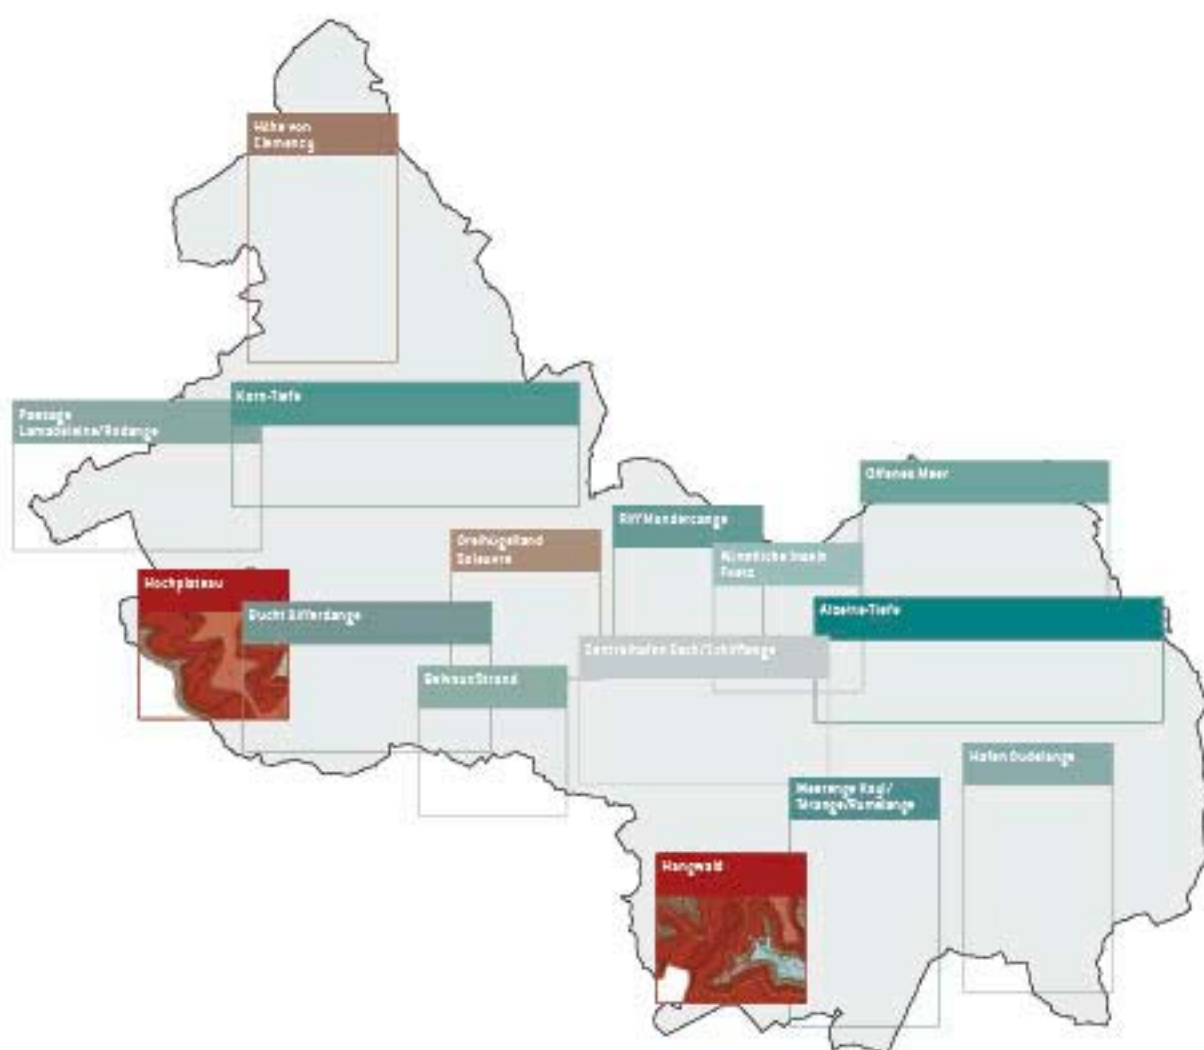 Höhe von
Clemency
Korn-Tiefe
Passage
Lamadeleine/Rodange
Offenes Meer
Riff Mondercange
Dreihügelland
Soleuvre
Künstliche Inseln
Foetz
Hochplateau
Bucht Differdange
Alzette-Tiefe
Zentralhafen Esch/Schifflange
Belvaux Strand
Hafen Dudelange
Meerenge Kayl/
Tétange/Rumelange
Hangwald